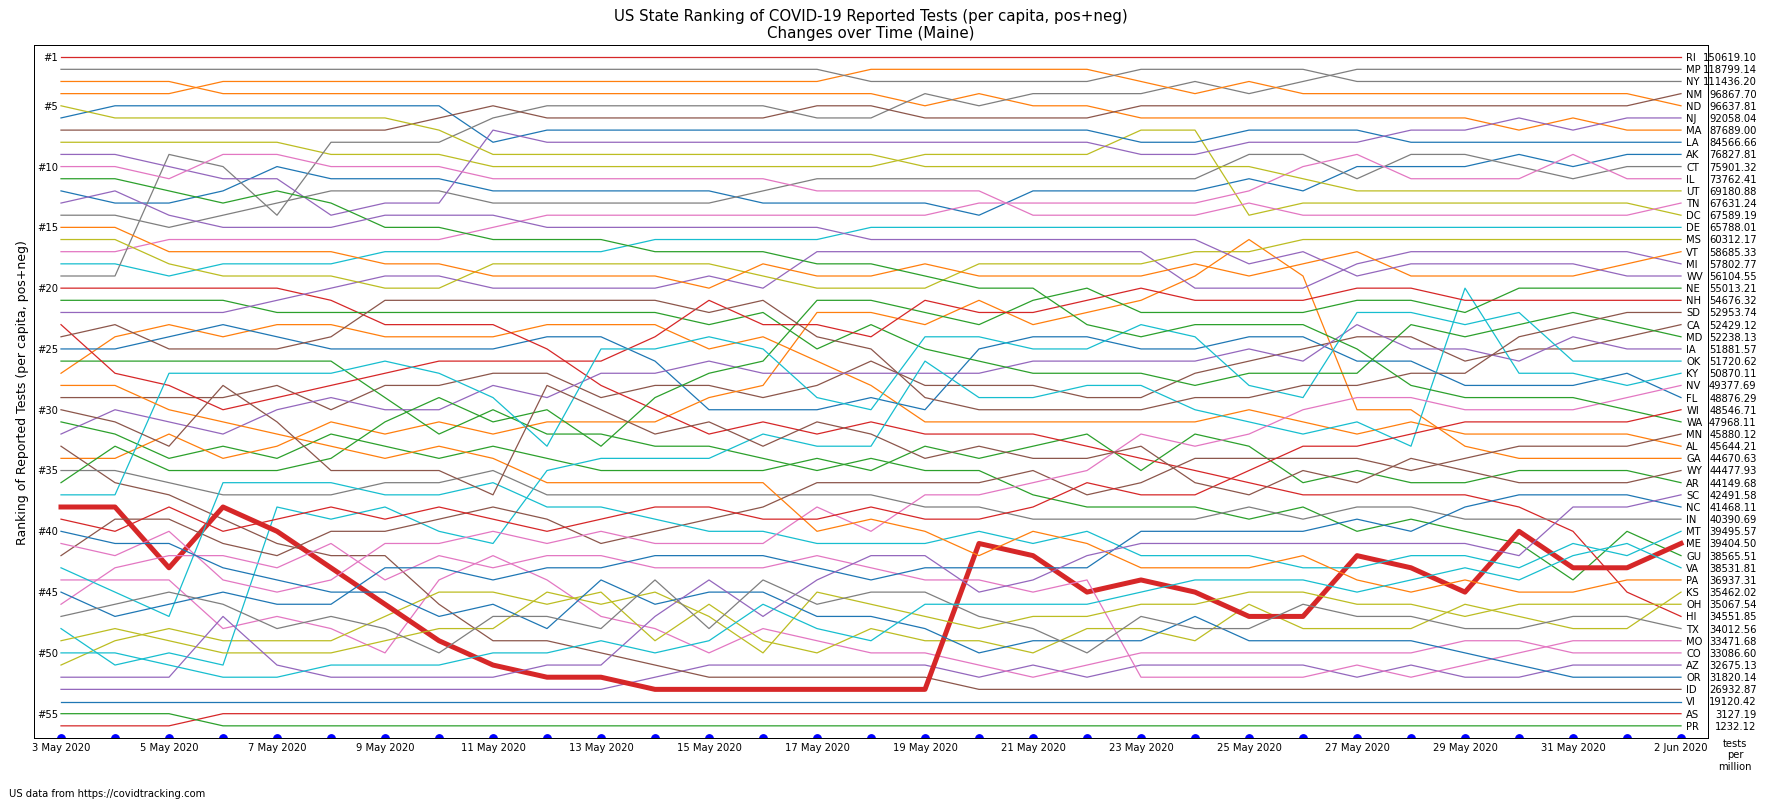 US State Ranking of COVID-19 Reported Tests (per capita, pos+neg)
Changes over Time (Maine)
Ranking of Reported Tests (per capita, pos+neg)
#1
#5
#10
#15
#20
#25
#30
#35
#40
#45
#50
#55
RI 150619.10
MP 118799.14
NY 111436.20
NM 96867.70
ND 96637.81
NJ 92058.04
MA 87689.00
LA 84566.66
AK 76827.81
CT 75901.32
IL 73762.41
UT 69180.88
TN 67631.24
DC 67589.19
DE 65788.01
MS 60312.17
VT 58685.33
MI 57802.77
WV 56104.55
NE 55013.21
NH 54676.32
SD 52953.74
CA 52429.12
MD 52238.13
IA 51881.57
OK 51720.62
KY 50870.11
NV 49377.69
FL 48876.29
WI 48546.71
WA 47968.11
MN 45880.12
AL 45644.21
GA 44670.63
WY 44477.93
AR 44149.68
SC 42491.58
NC 41468.11
IN 40390.69
MT 39495.57
ME 39404.50
GU 38565.51
VA 38531.81
PA 36937.31
KS 35462.02
OH 35067.54
HI 34551.85
TX 34012.56
MO 33471.68
CO 33086.60
AZ 32675.13
OR 31820.14
ID 26932.87
VI 19120.42
AS 3127.19
PR 1232.12
3 May 2020 5 May 2020 7 May 2020 9 May 2020 11 May 2020 13 May 2020 15 May 2020 17 May 2020 19 May 2020 21 May 2020 23 May 2020 25 May 2020 27 May 2020 29 May 2020 31 May 2020 2 Jun 2020
tests
per
million
US data from https://covidtracking.com